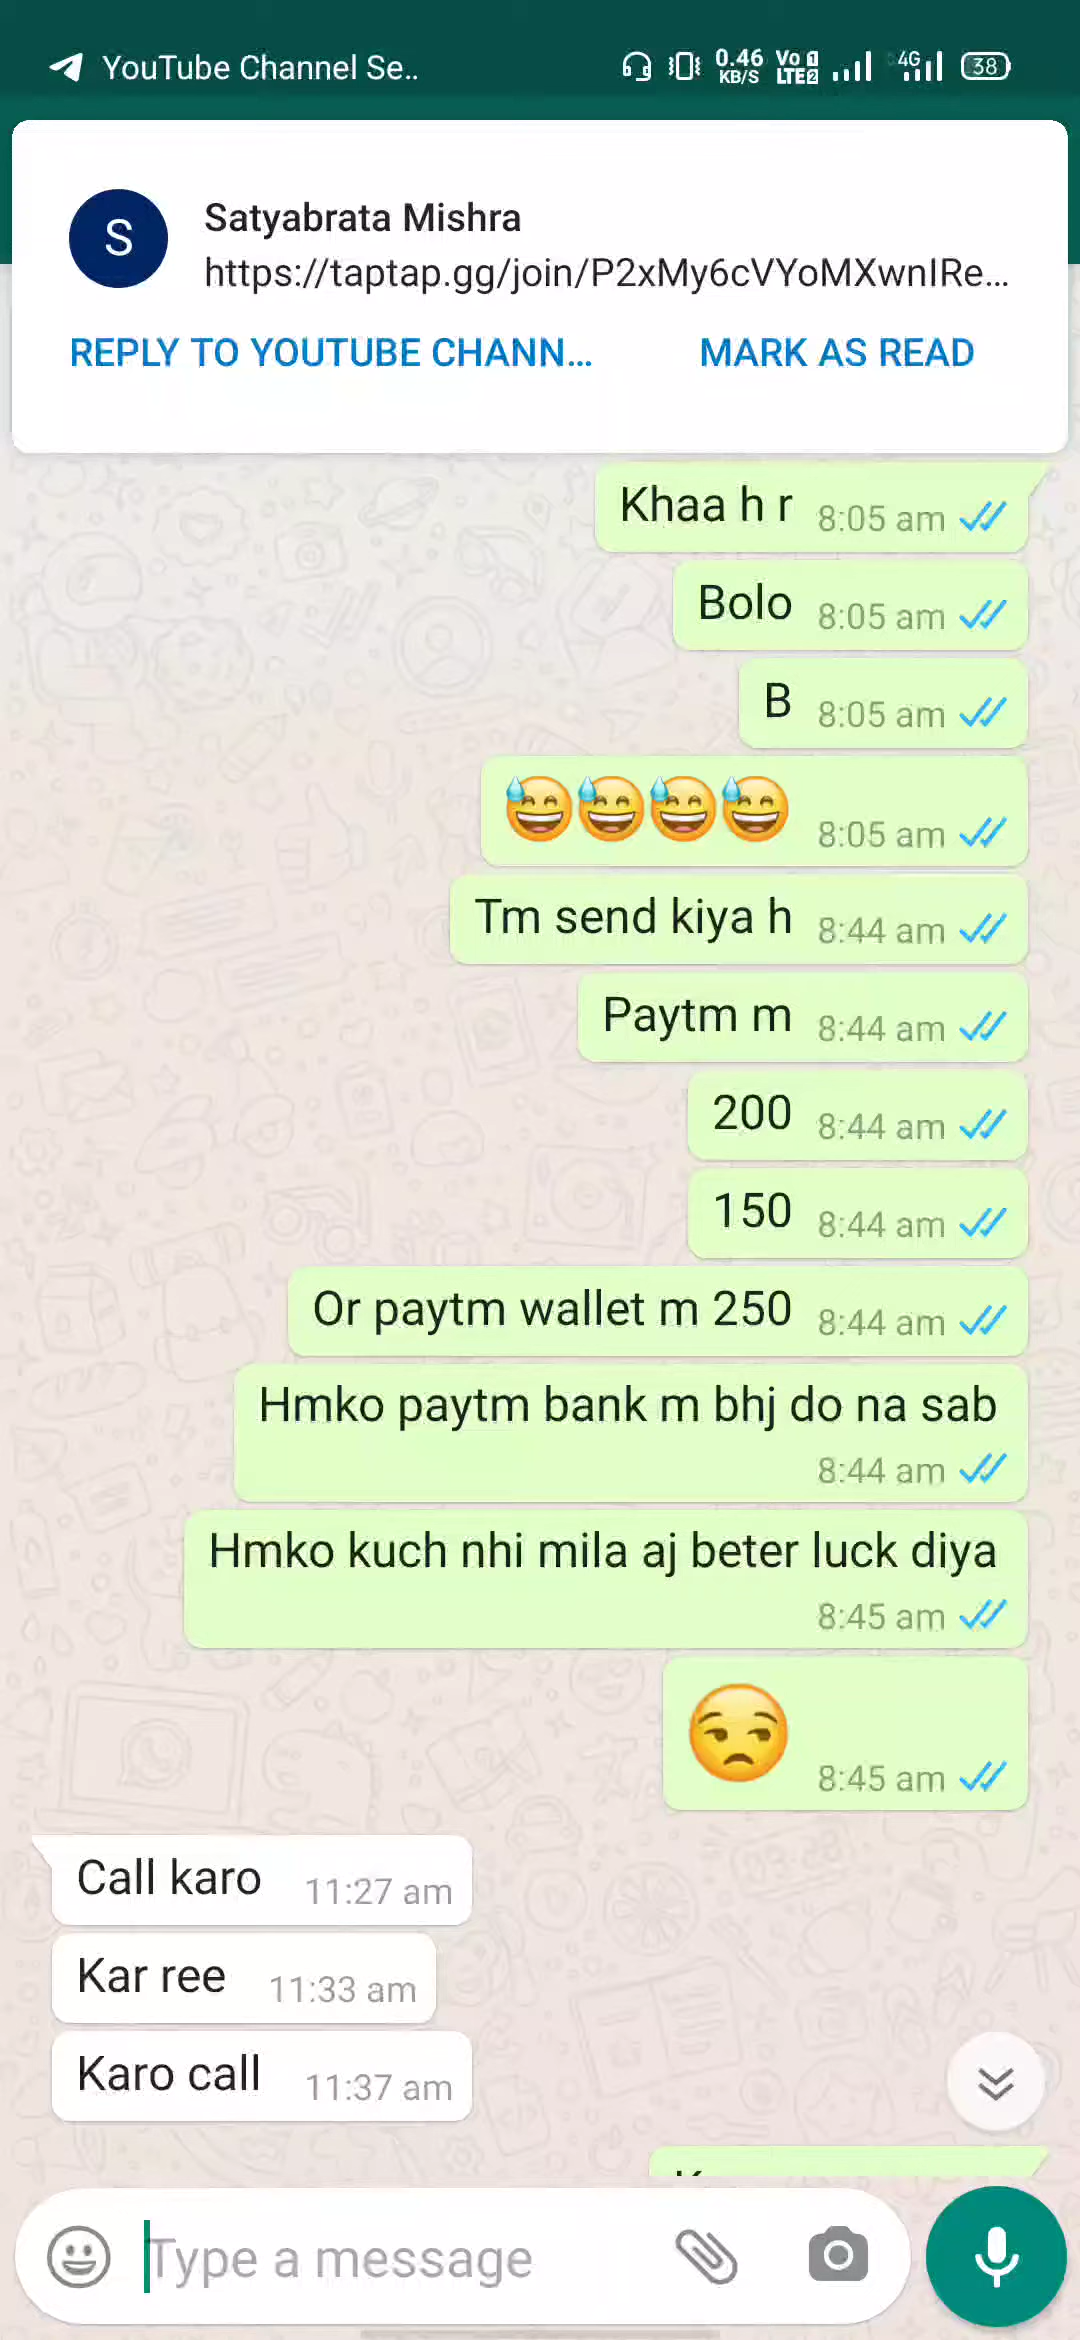 YouTube Channel Se..
0.46 KB/S Vo 1 LTE 2 4G 38
S
Satyabrata Mishra
https://taptap.gg/join/P2xMy6cVYoMXwnIRe...
REPLY TO YOUTUBE CHANN... MARK AS READ
Khaa h r 8:05 am
Bolo 8:05 am
B 8:05 am
😅😅😅😅 8:05 am
Tm send kiya h 8:44 am
Paytm m 8:44 am
200 8:44 am
150 8:44 am
Or paytm wallet m 250 8:44 am
Hmko paytm bank m bhj do na sab
8:44 am
Hmko kuch nhi mila aj beter luck diya
8:45 am
😒 8:45 am
Call karo 11:27 am
Kar ree 11:33 am
Karo call 11:37 am
Type a message